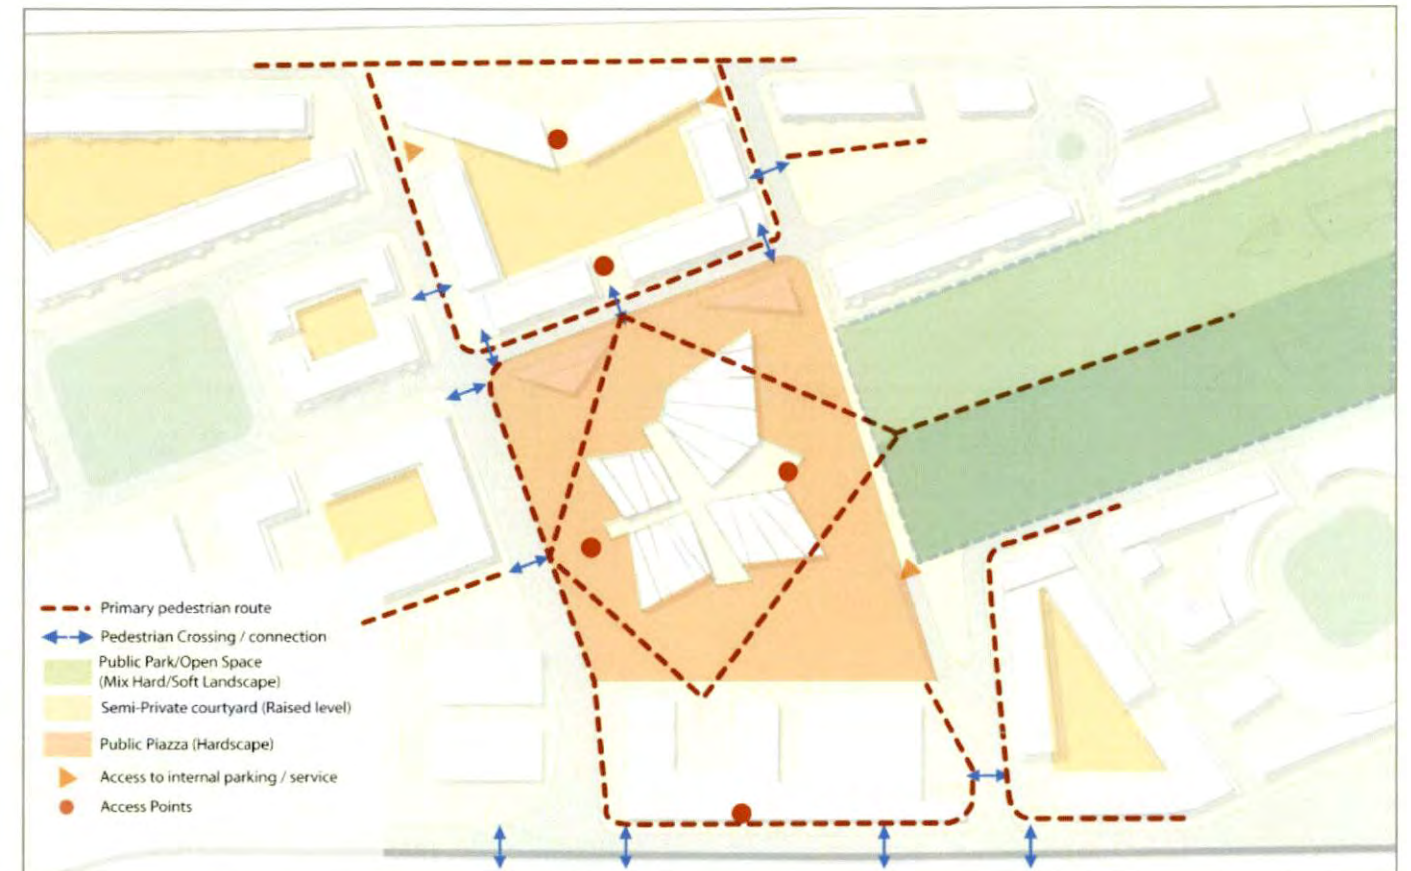 Primary pedestrian route
Pedestrian Crossing / connection
Public Park/Open Space
(Mix Hard/Soft Landscape)
Semi-Private courtyard (Raised level)
Public Piazza (Hardscape)
Access to internal parking / service
Access Points